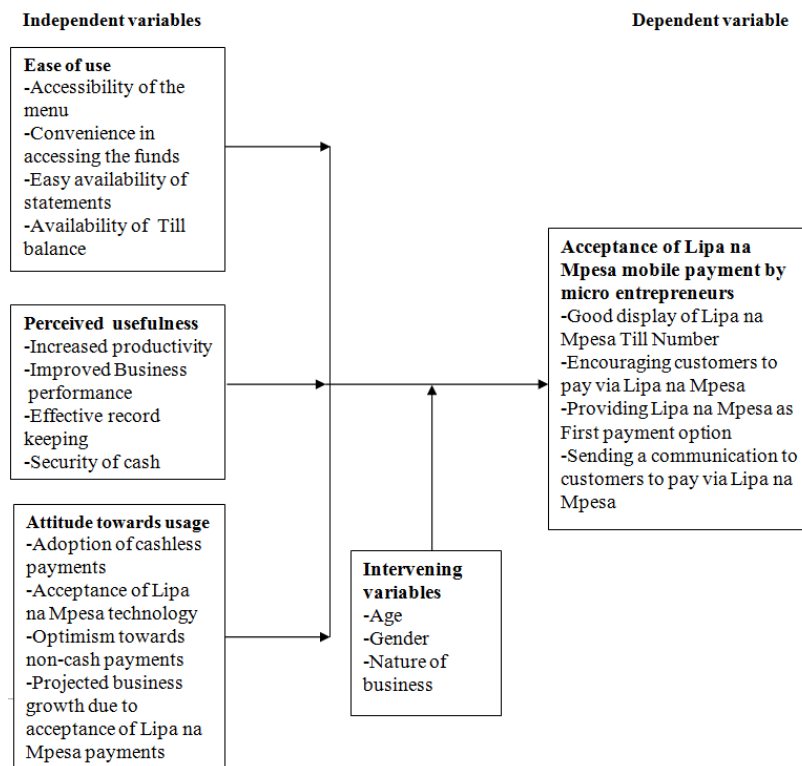 Independent variables
Dependent variable
Ease of use
-Accessibility of the
menu
-Convenience in
accessing the funds
-Easy availability of
statements
-Availability of Till
balance
Perceived usefulness
-Increased productivity
-Improved Business
performance
-Effective record
keeping
-Security of cash
Attitude towards usage
-Adoption of cashless
payments
-Acceptance of Lipa
na Mpesa technology
-Optimism towards
non-cash payments
-Projected business
growth due to
acceptance of Lipa na
Mpesa payments
Intervening
variables
-Age
-Gender
-Nature of
business
Acceptance of Lipa na
Mpesa mobile payment by
micro entrepreneurs
-Good display of Lipa na
Mpesa Till Number
-Encouraging customers to
pay via Lipa na Mpesa
-Providing Lipa na Mpesa as
First payment option
-Sending a communication to
customers to pay via Lipa na
Mpesa